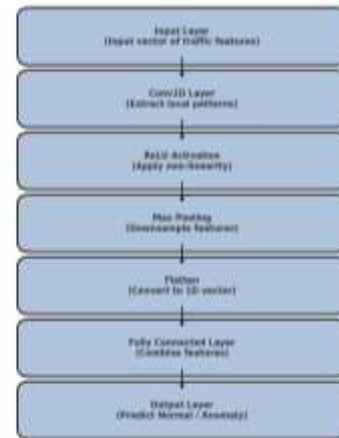 Input Layer
(Input vector of traffic features)
Conv1D Layer
(Extract local patterns)
ReLU Activation
(Apply non-linearity)
Max Pooling
(Downsample features)
Flatten
(Convert to 1D vector)
Fully Connected Layer
(Combine features)
Output Layer
(Predict Normal / Anomaly)